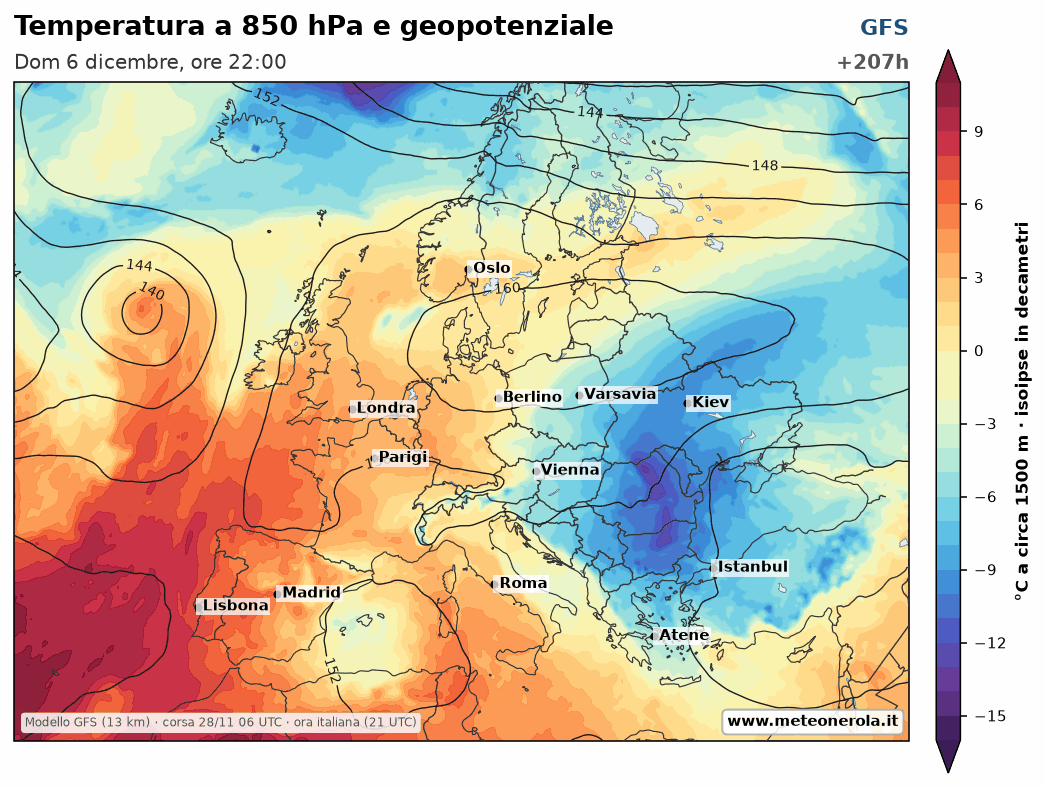 Temperatura a 850 hPa e geopotenziale
GFS
Dom 6 dicembre, ore 22:00
+207h
152
144
148
144
140
160
152
Oslo
Londra
Berlino
Varsavia
Kiev
Parigi
Vienna
Istanbul
Roma
Madrid
Lisbona
Atene
9
6
3
0
−3
−6
−9
−12
−15
°C a circa 1500 m · isoipse in decametri
Modello GFS (13 km) · corsa 28/11 06 UTC · ora italiana (21 UTC)
www.meteonerola.it